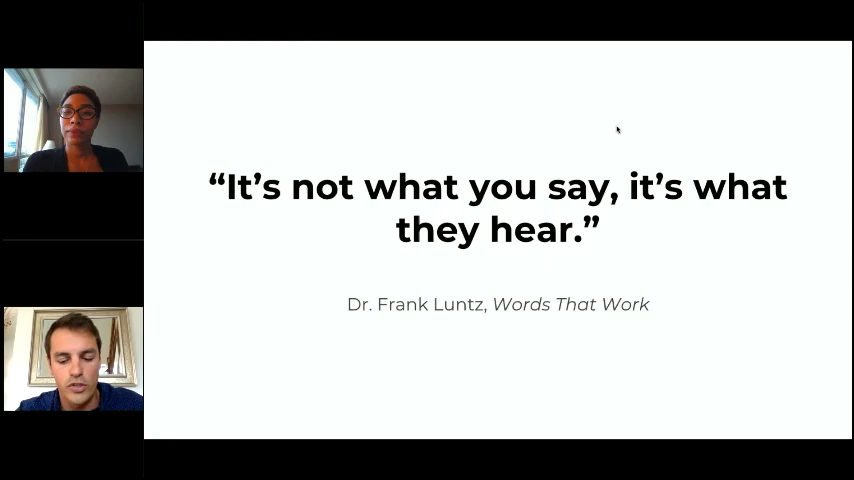 “It’s not what you say, it’s what
they hear.”
Dr. Frank Luntz, Words That Work